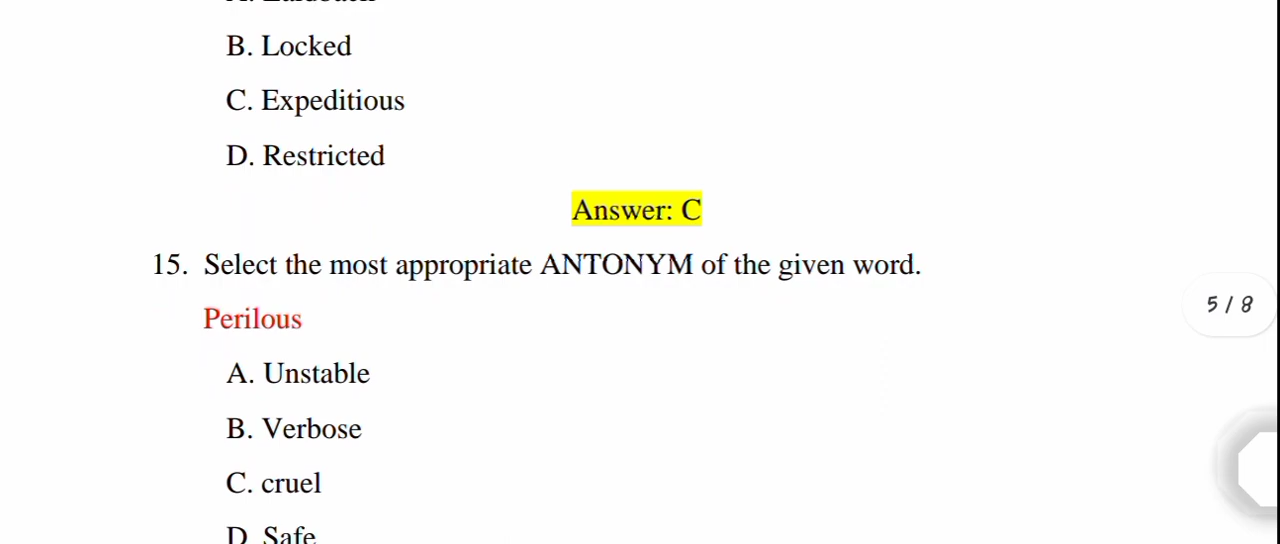 B. Locked
C. Expeditious
D. Restricted
Answer: C
15. Select the most appropriate ANTONYM of the given word.
Perilous
5 / 8
A. Unstable
B. Verbose
C. cruel
D. Safe